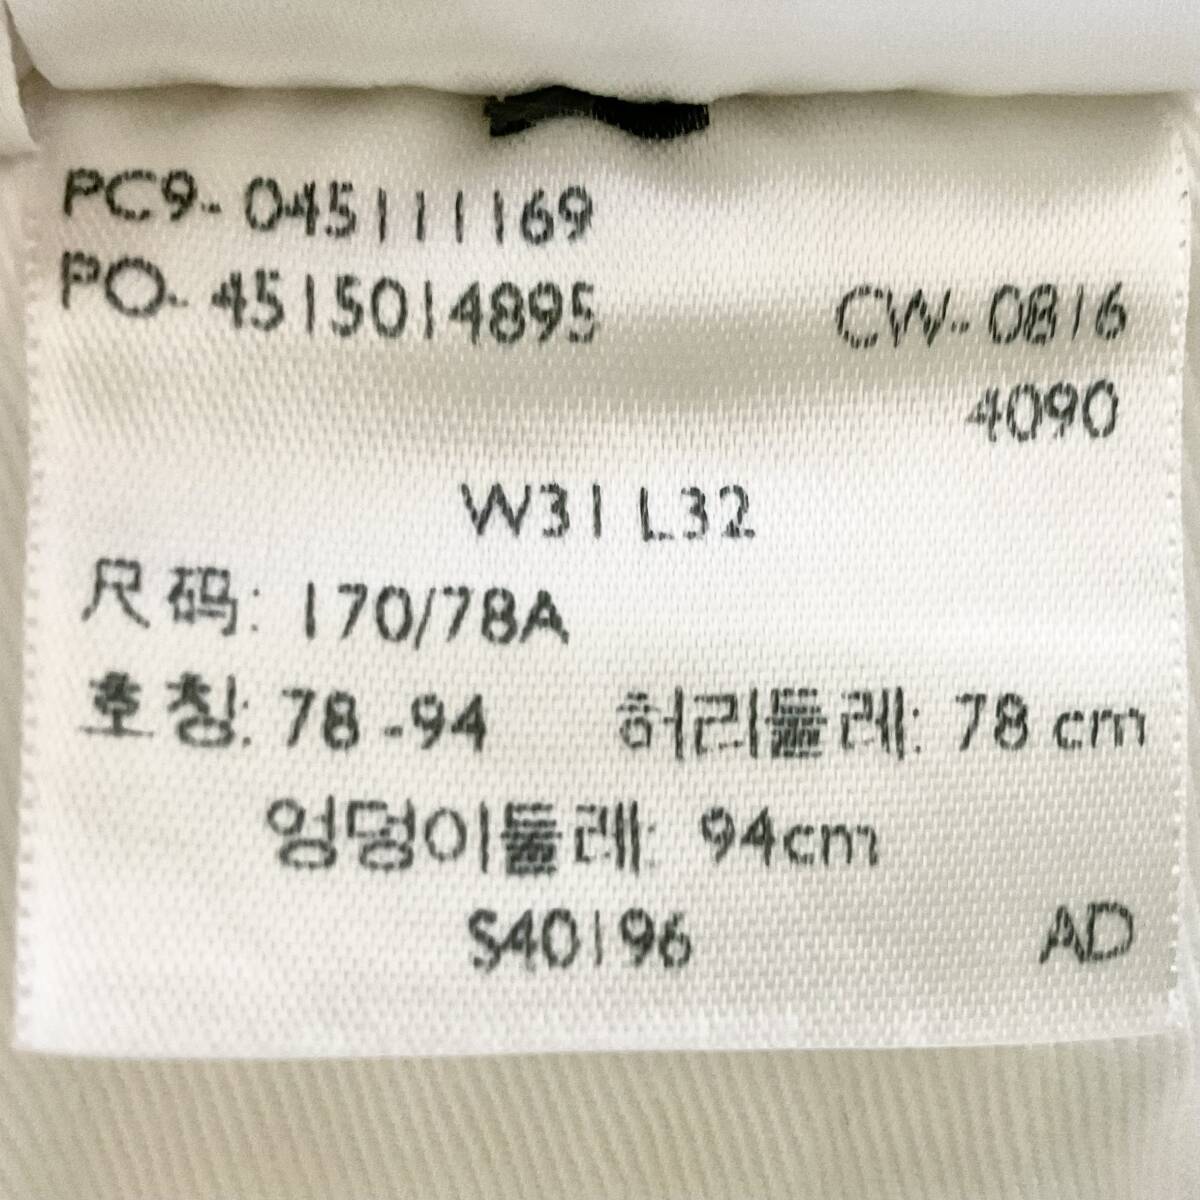 PC9- 045111169
PO- 4515014895 CW- 0816
4090
W31 L32
尺码: 170/78A
호칭: 78 -94 허리둘레: 78 cm
엉덩이둘레: 94cm
S40196 AD